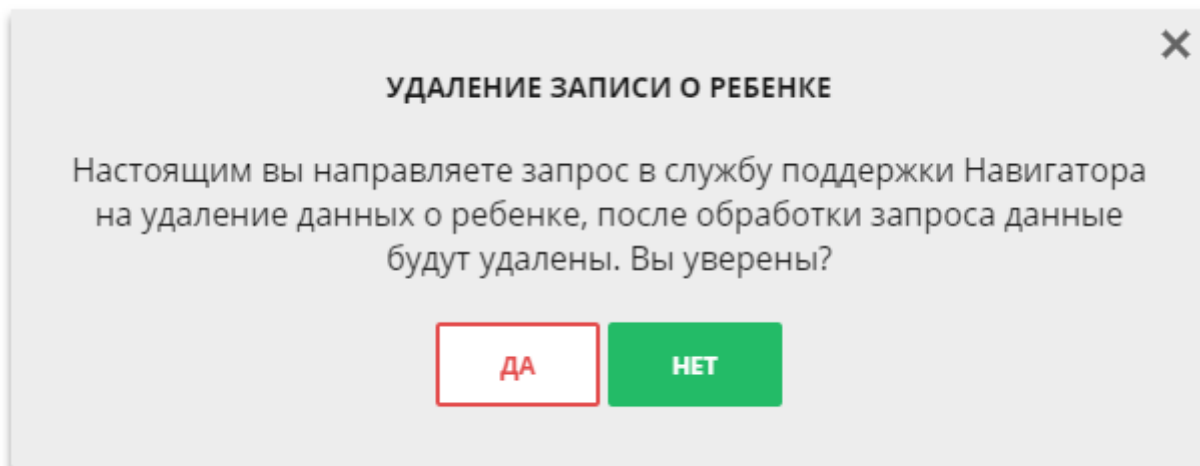 УДАЛЕНИЕ ЗАПИСИ О РЕБЕНКЕ
Настоящим вы направляете запрос в службу поддержки Навигатора
на удаление данных о ребенке, после обработки запроса данные
будут удалены. Вы уверены?
ДА НЕТ